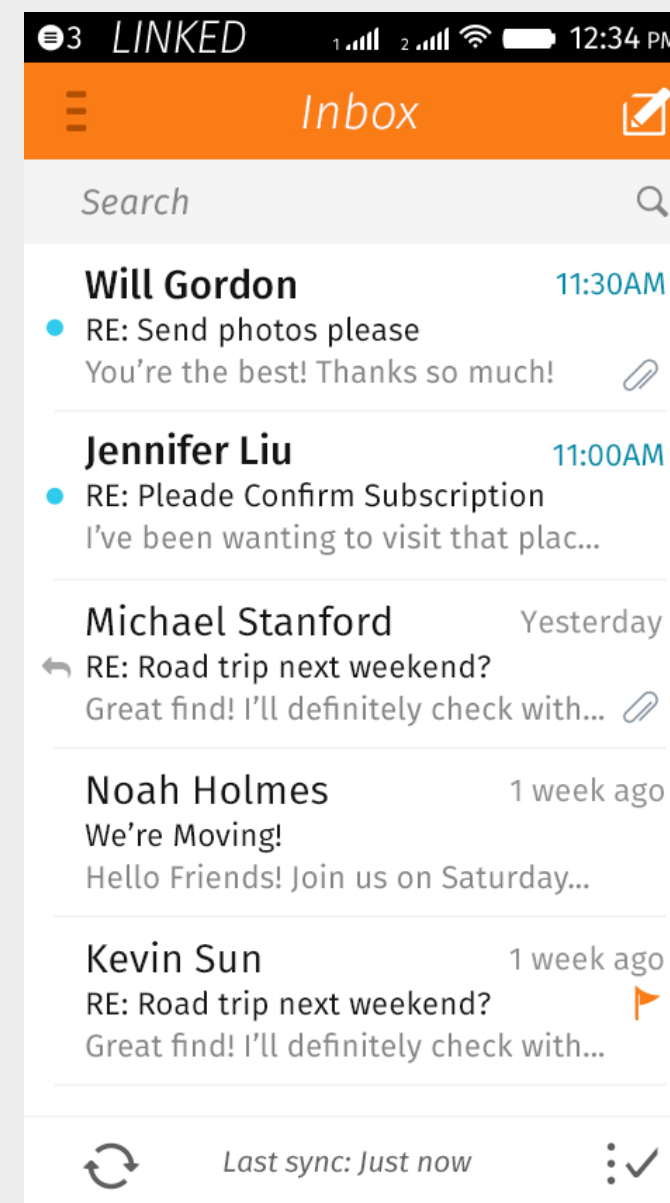 3 LINKED 1 2 12:34 PM
Inbox
Search
Will Gordon 11:30AM
RE: Send photos please
You're the best! Thanks so much!
Jennifer Liu 11:00AM
RE: Pleade Confirm Subscription
I've been wanting to visit that plac...
Michael Stanford Yesterday
RE: Road trip next weekend?
Great find! I'll definitely check with...
Noah Holmes 1 week ago
We're Moving!
Hello Friends! Join us on Saturday...
Kevin Sun 1 week ago
RE: Road trip next weekend?
Great find! I'll definitely check with...
Last sync: Just now